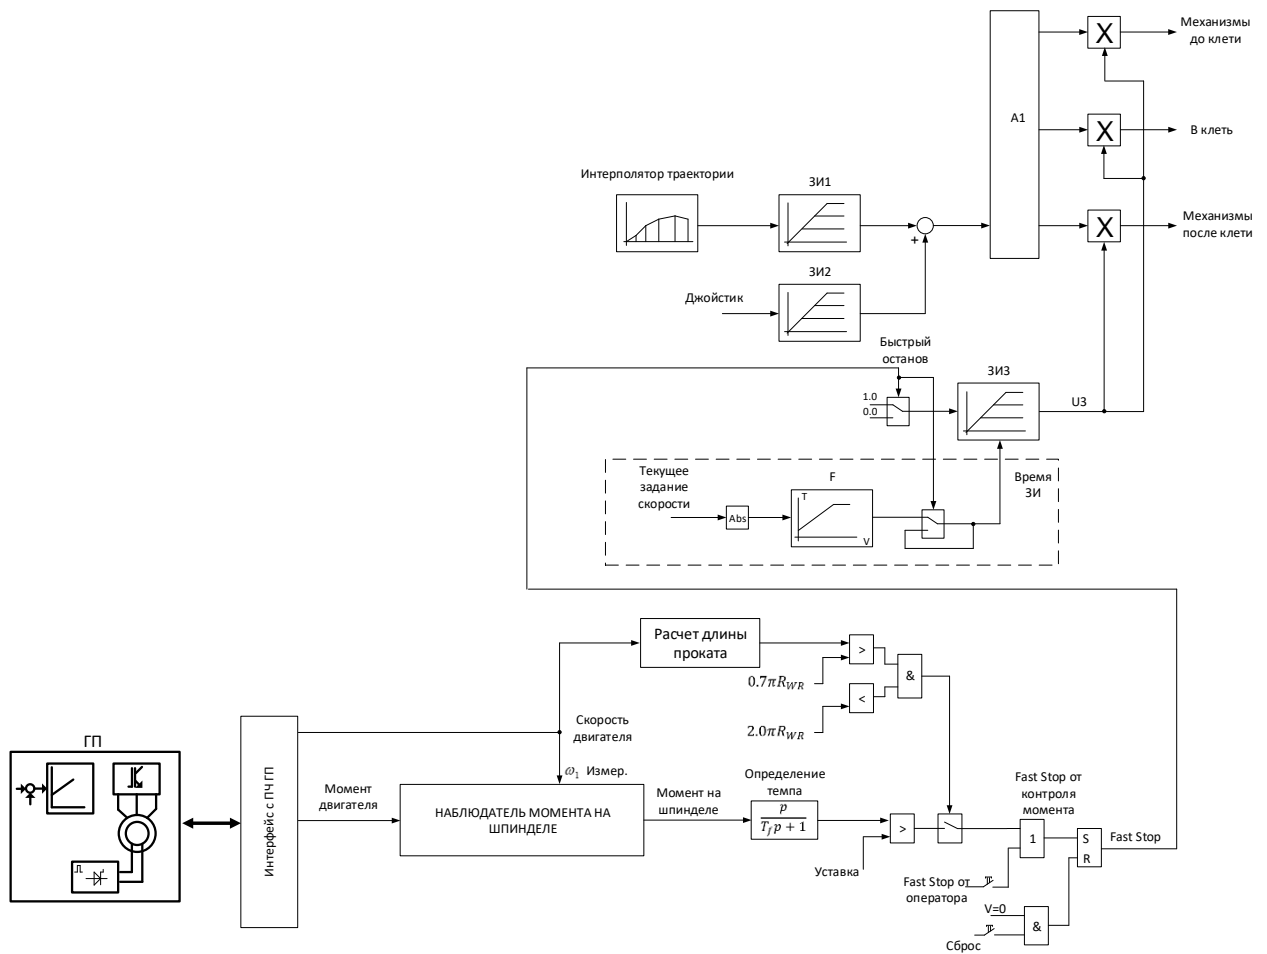 Механизмы
до клети
X
A1
X
В клеть
Интерполятор траектории
ЗИ1
X
Механизмы
после клети
+
ЗИ2
Джойстик
Быстрый
останов
ЗИ3
1.0
0.0
U3
Текущее
задание
скорости
F
Время
ЗИ
T
Abs
V
Расчет длины
проката
>
0.7πR_WR
&
<
2.0πR_WR
Скорость
двигателя
ГП
ω₁ Измер.
Интерфейс с ПЧ ГП
Момент
двигателя
НАБЛЮДАТЕЛЬ МОМЕНТА НА
ШПИНДЕЛЕ
Момент на
шпинделе
Определение
темпа
p
T_f p + 1
Fast Stop от
контроля
момента
>
1
S
R
Fast Stop
Уставка
Fast Stop от
оператора
V=0
&
Сброс